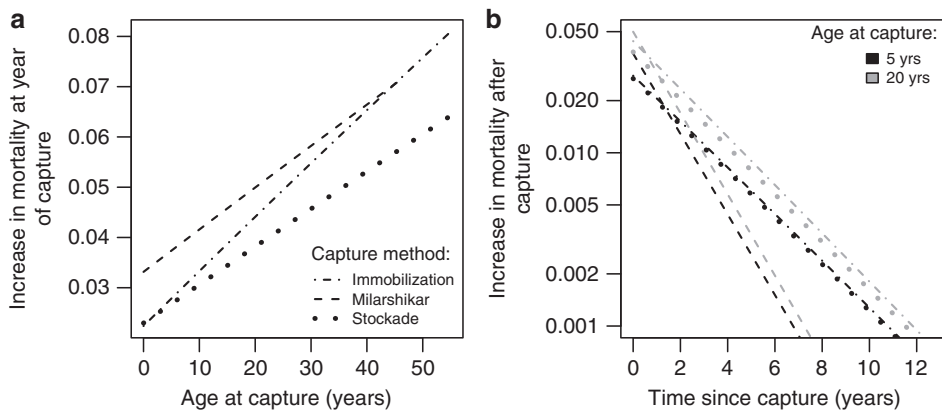 a
Increase in mortality at year
of capture
0.08
0.07
0.06
0.05
0.04
0.03
0 10 20 30 40 50
Age at capture (years)
Capture method:
Immobilization
Milarshikar
Stockade
b
Increase in mortality after
capture
0.050
0.020
0.010
0.005
0.002
0.001
0 2 4 6 8 10 12
Time since capture (years)
Age at capture:
5 yrs
20 yrs